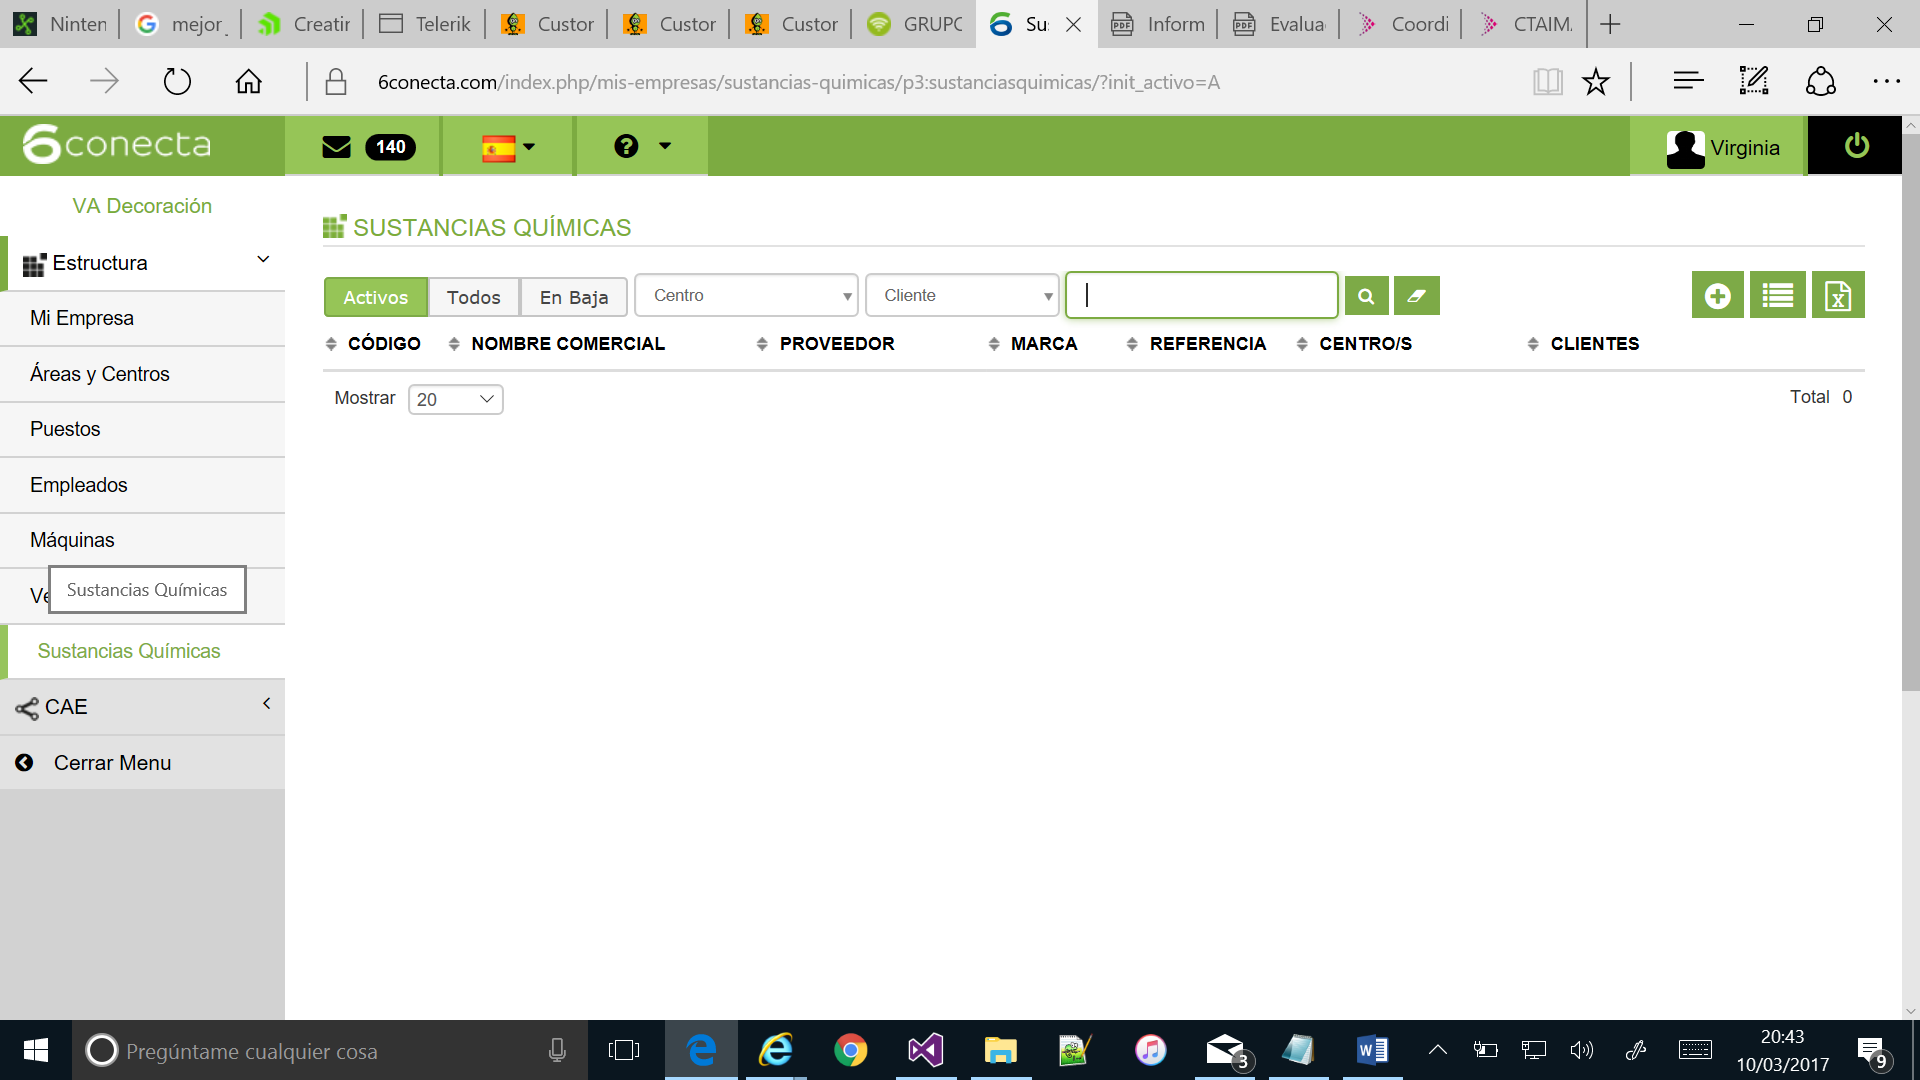 Ninten
mejor
Creatir
Telerik
Custor
Custor
Custor
GRUPO
Su
Inform
Evalua
Coordi
CTAIM
6conecta.com/index.php/mis-empresas/sustancias-quimicas/p3:sustanciasquimicas/?init_activo=A
6conecta
140
Virginia
VA Decoración
Estructura
Mi Empresa
Áreas y Centros
Puestos
Empleados
Máquinas
Ve
Sustancias Químicas
Sustancias Químicas
CAE
Cerrar Menu
SUSTANCIAS QUÍMICAS
Activos Todos En Baja Centro Cliente
CÓDIGO NOMBRE COMERCIAL PROVEEDOR MARCA REFERENCIA CENTRO/S CLIENTES
Mostrar 20 Total 0
Pregúntame cualquier cosa
3
20:43
10/03/2017
9